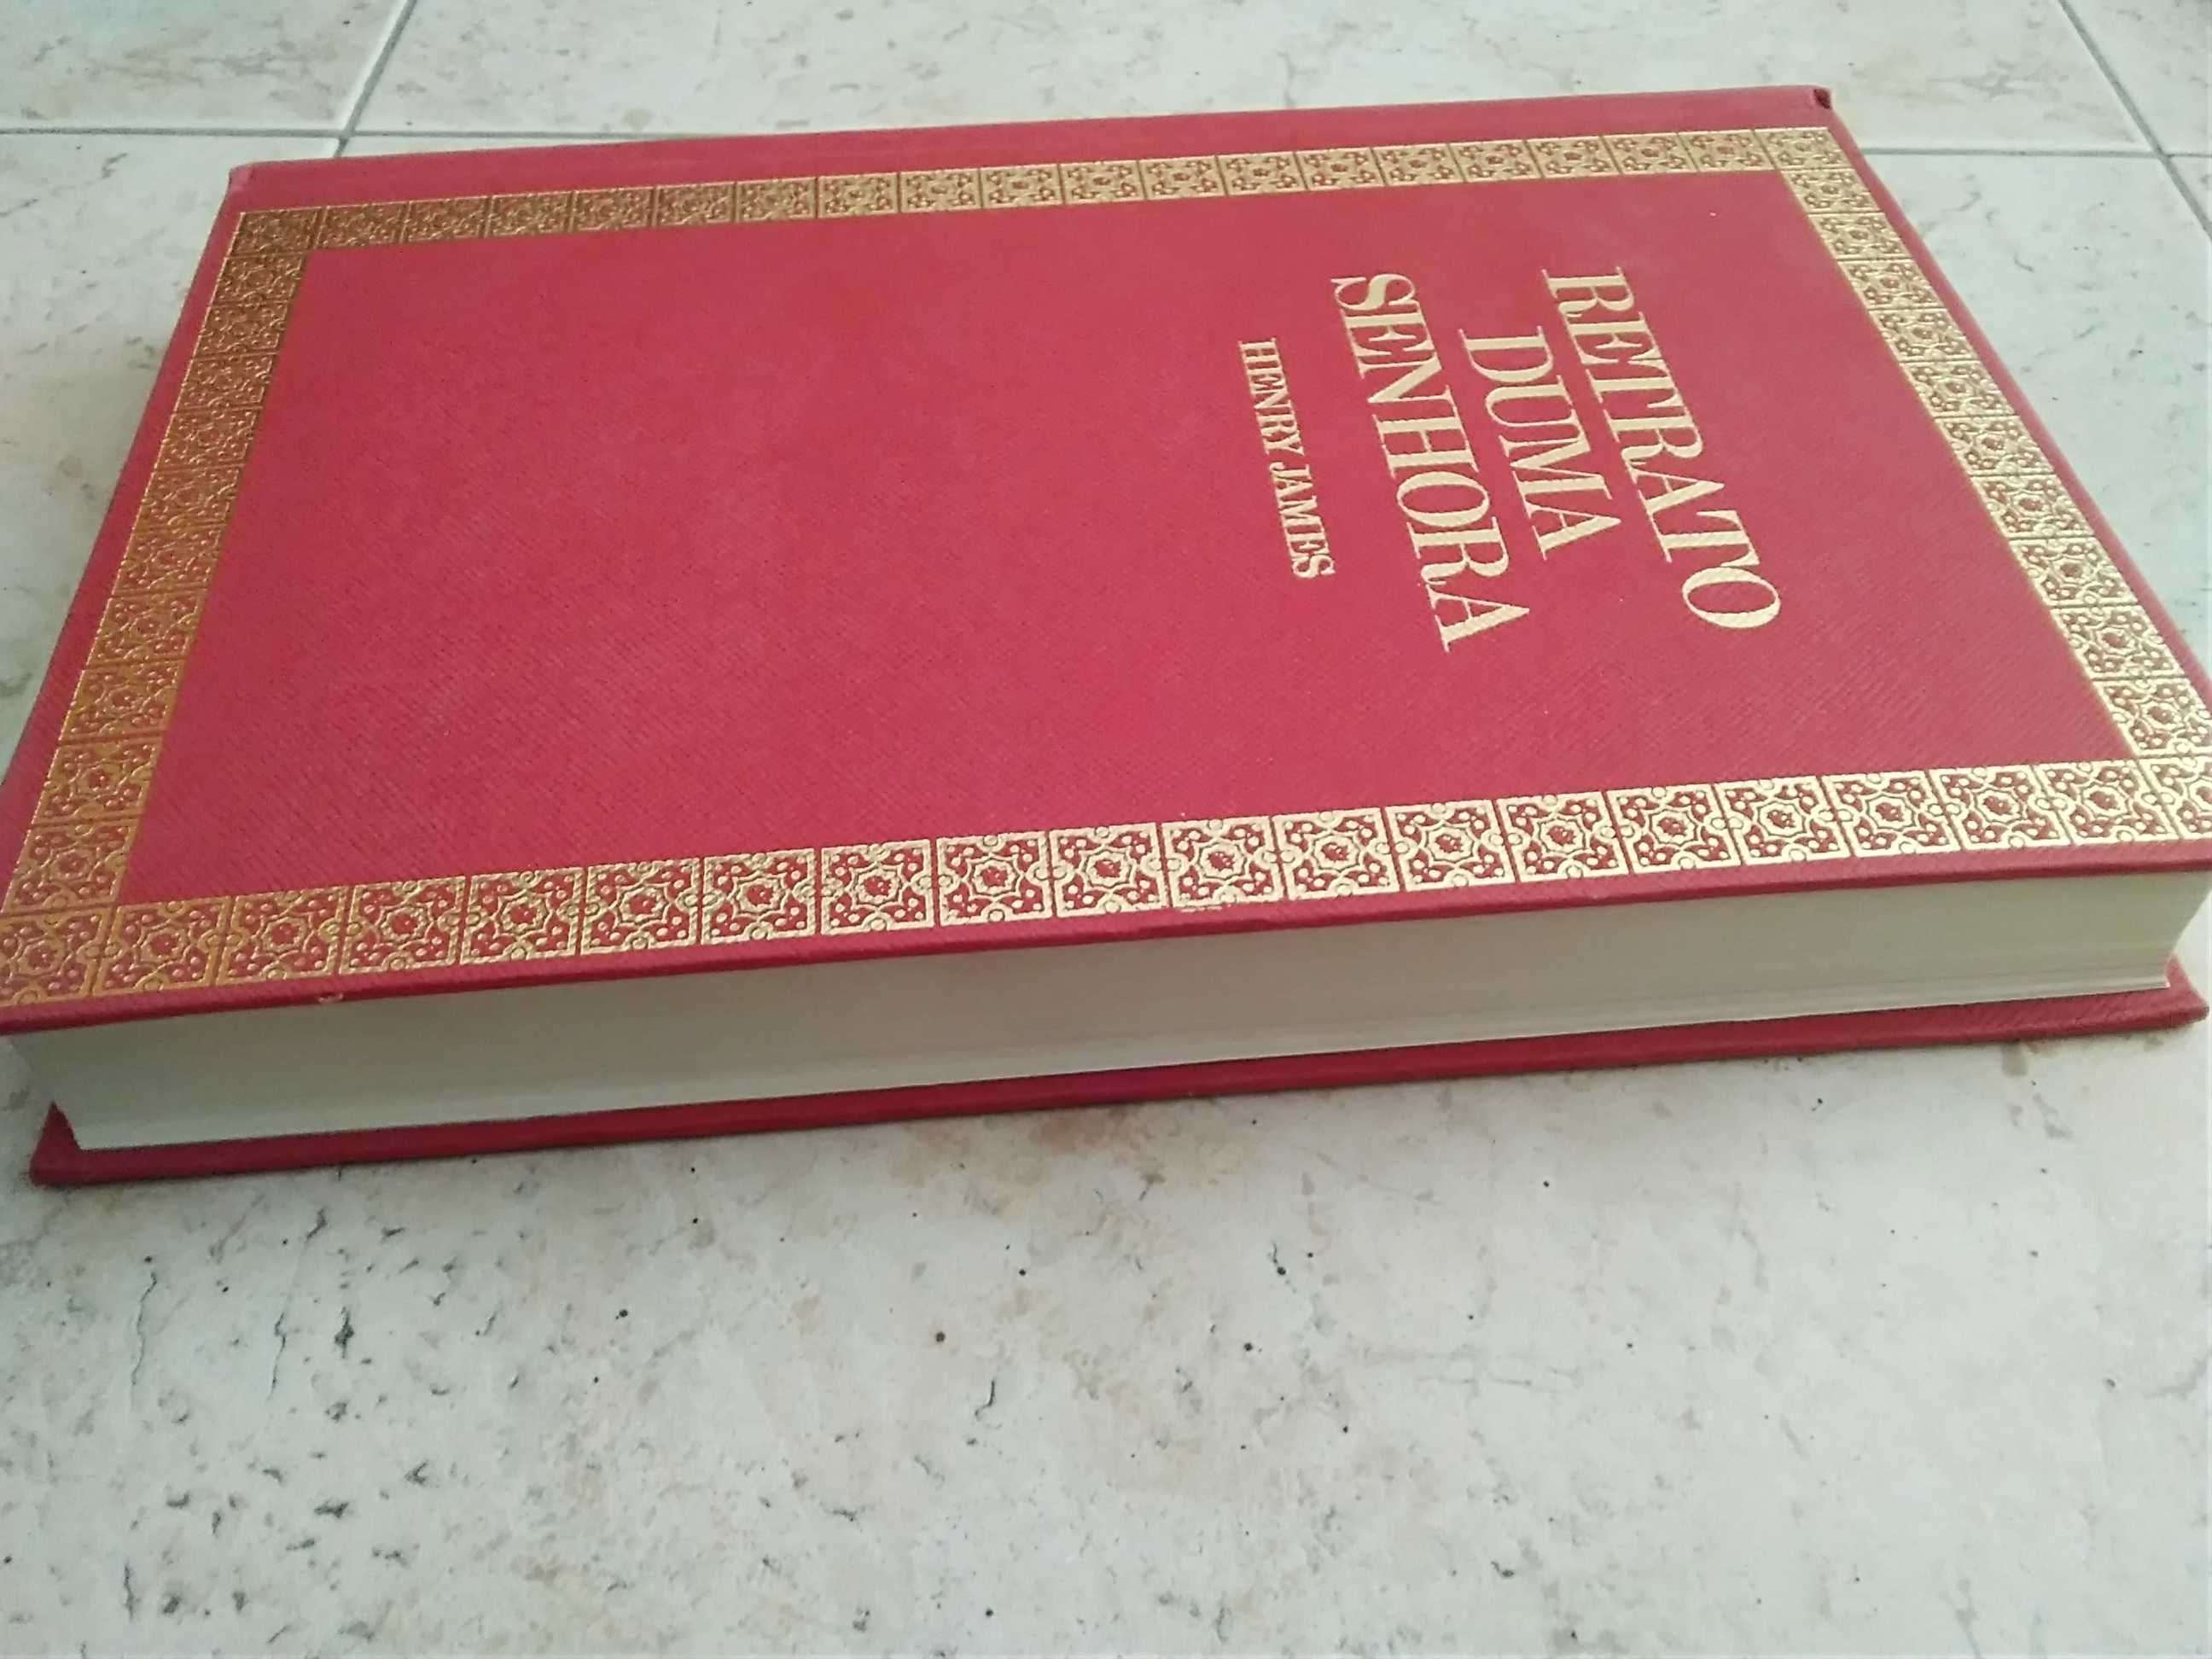 RETRATO
DUMA
SENHORA
HENRY JAMES